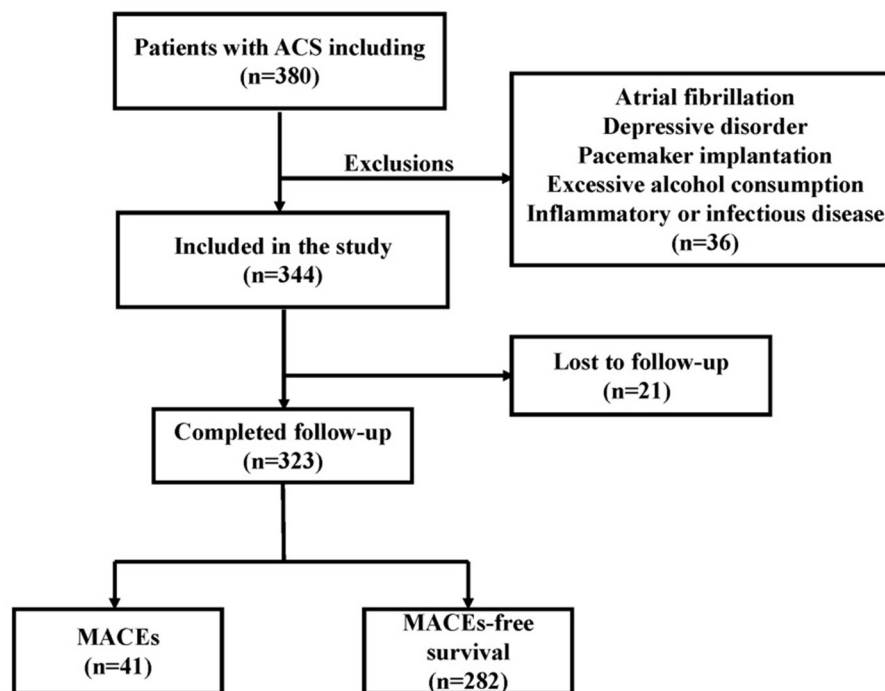 Patients with ACS including
(n=380)
Exclusions
Atrial fibrillation
Depressive disorder
Pacemaker implantation
Excessive alcohol consumption
Inflammatory or infectious disease
(n=36)
Included in the study
(n=344)
Lost to follow-up
(n=21)
Completed follow-up
(n=323)
MACEs
(n=41)
MACEs-free
survival
(n=282)